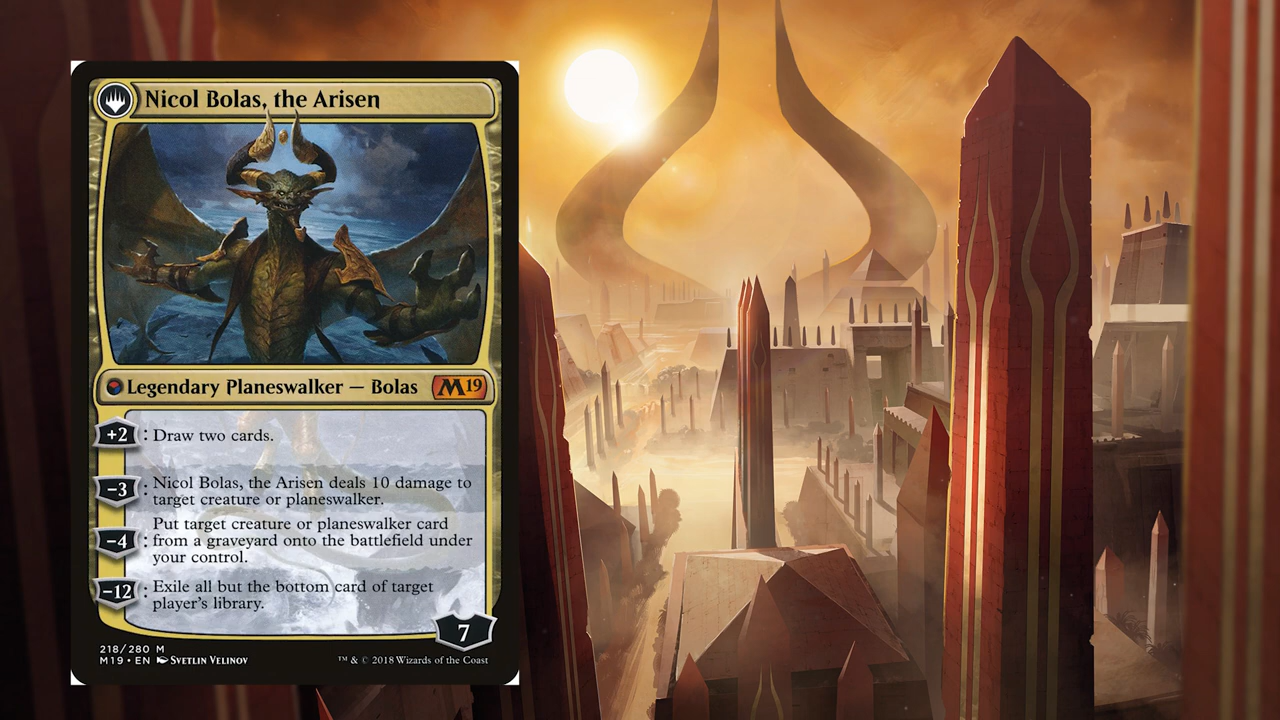 Nicol Bolas, the Arisen
Legendary Planeswalker — Bolas M19
+2 : Draw two cards.
−3 : Nicol Bolas, the Arisen deals 10 damage to
target creature or planeswalker.
−4 : Put target creature or planeswalker card
from a graveyard onto the battlefield under
your control.
−12 : Exile all but the bottom card of target
player's library.
7
218/280 M
M19 • EN Svetlin Velinov
™ & © 2018 Wizards of the Coast